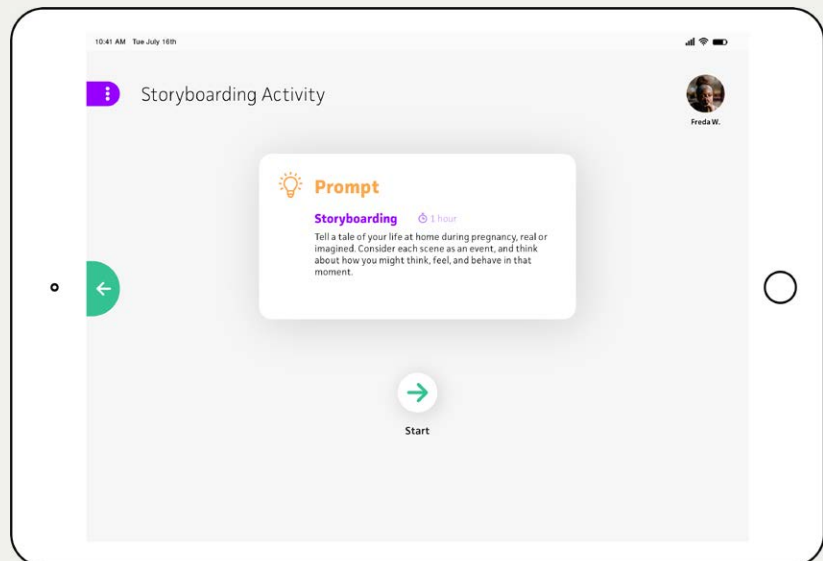 10:41 AM Tue July 16th
Storyboarding Activity
Freda W.
Prompt
Storyboarding 1 hour
Tell a tale of your life at home during pregnancy, real or
imagined. Consider each scene as an event, and think
about how you might think, feel, and behave in that
moment.
Start